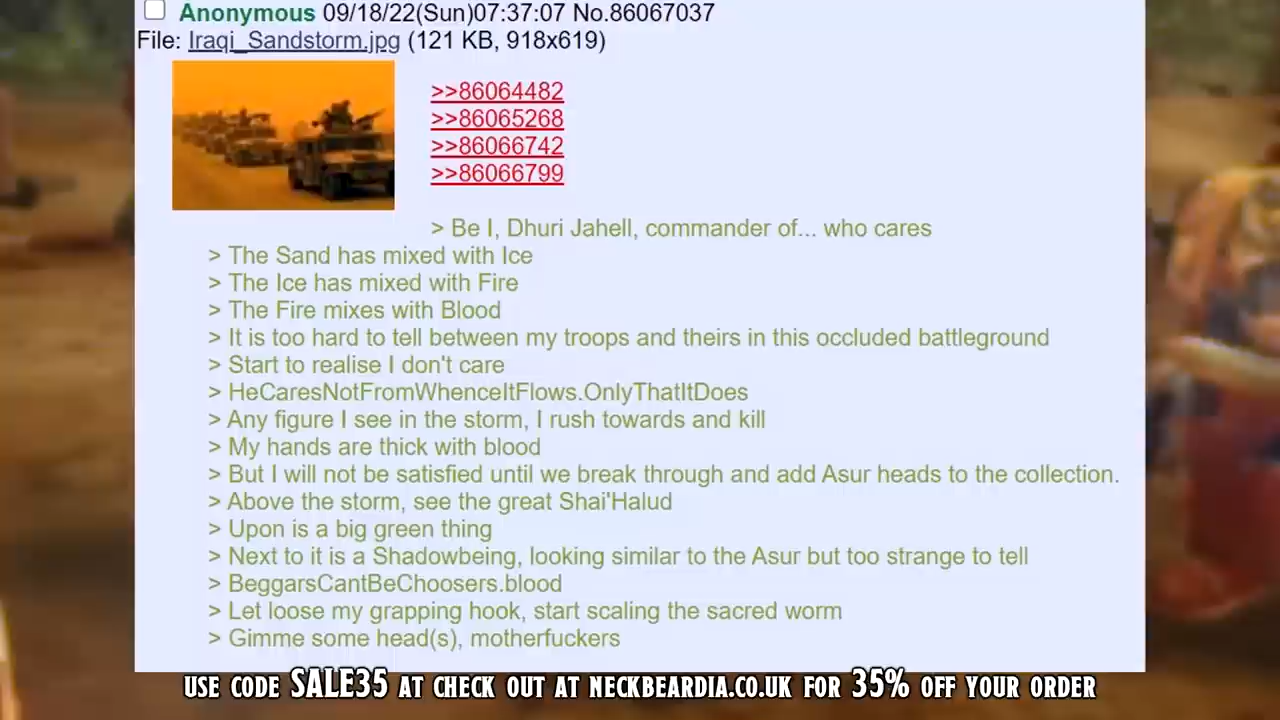 Anonymous 09/18/22(Sun)07:37:07 No.86067037
File: Iraqi_Sandstorm.jpg (121 KB, 918x619)
>>86064482
>>86065268
>>86066742
>>86066799
> Be I, Dhuri Jahell, commander of... who cares
> The Sand has mixed with Ice
> The Ice has mixed with Fire
> The Fire mixes with Blood
> It is too hard to tell between my troops and theirs in this occluded battleground
> Start to realise I don't care
> HeCaresNotFromWhenceItFlows.OnlyThatItDoes
> Any figure I see in the storm, I rush towards and kill
> My hands are thick with blood
> But I will not be satisfied until we break through and add Asur heads to the collection.
> Above the storm, see the great Shai'Halud
> Upon is a big green thing
> Next to it is a Shadowbeing, looking similar to the Asur but too strange to tell
> BeggarsCantBeChoosers.blood
> Let loose my grapping hook, start scaling the sacred worm
> Gimme some head(s), motherfuckers
USE CODE SALE35 AT CHECK OUT AT NECKBEARDIA.CO.UK FOR 35% OFF YOUR ORDER